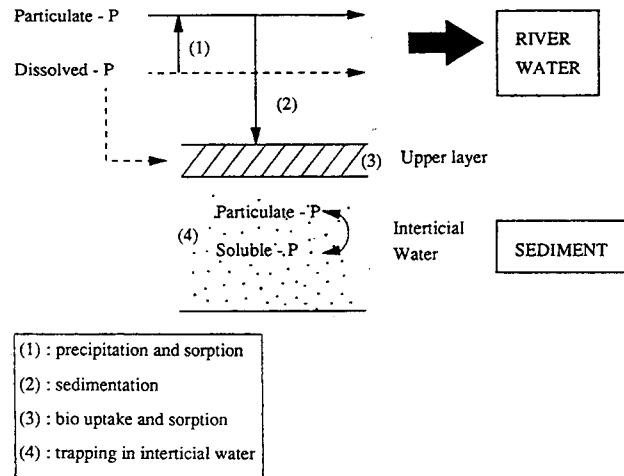 Particulate - P
(1)
RIVER
WATER
Dissolved - P
(2)
(3)
Upper layer
Particulate - P
(4)
Soluble - P
Interticial
Water
SEDIMENT
(1) : precipitation and sorption
(2) : sedimentation
(3) : bio uptake and sorption
(4) : trapping in interticial water